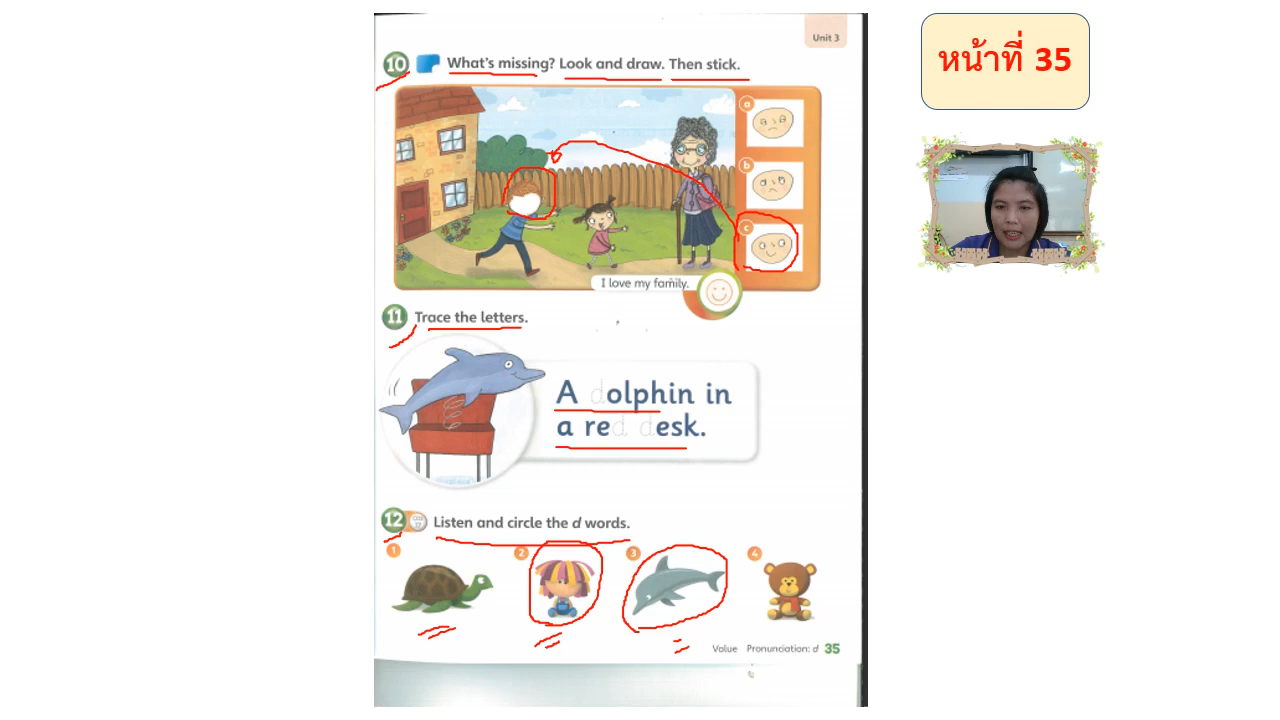 Unit 3
หน้าที่ 35
10 What's missing? Look and draw. Then stick.
a
b
c
I love my family.
11 Trace the letters.
A dolphin in
a red desk.
12 Listen and circle the d words.
1
2
3
4
Value Pronunciation: d 35